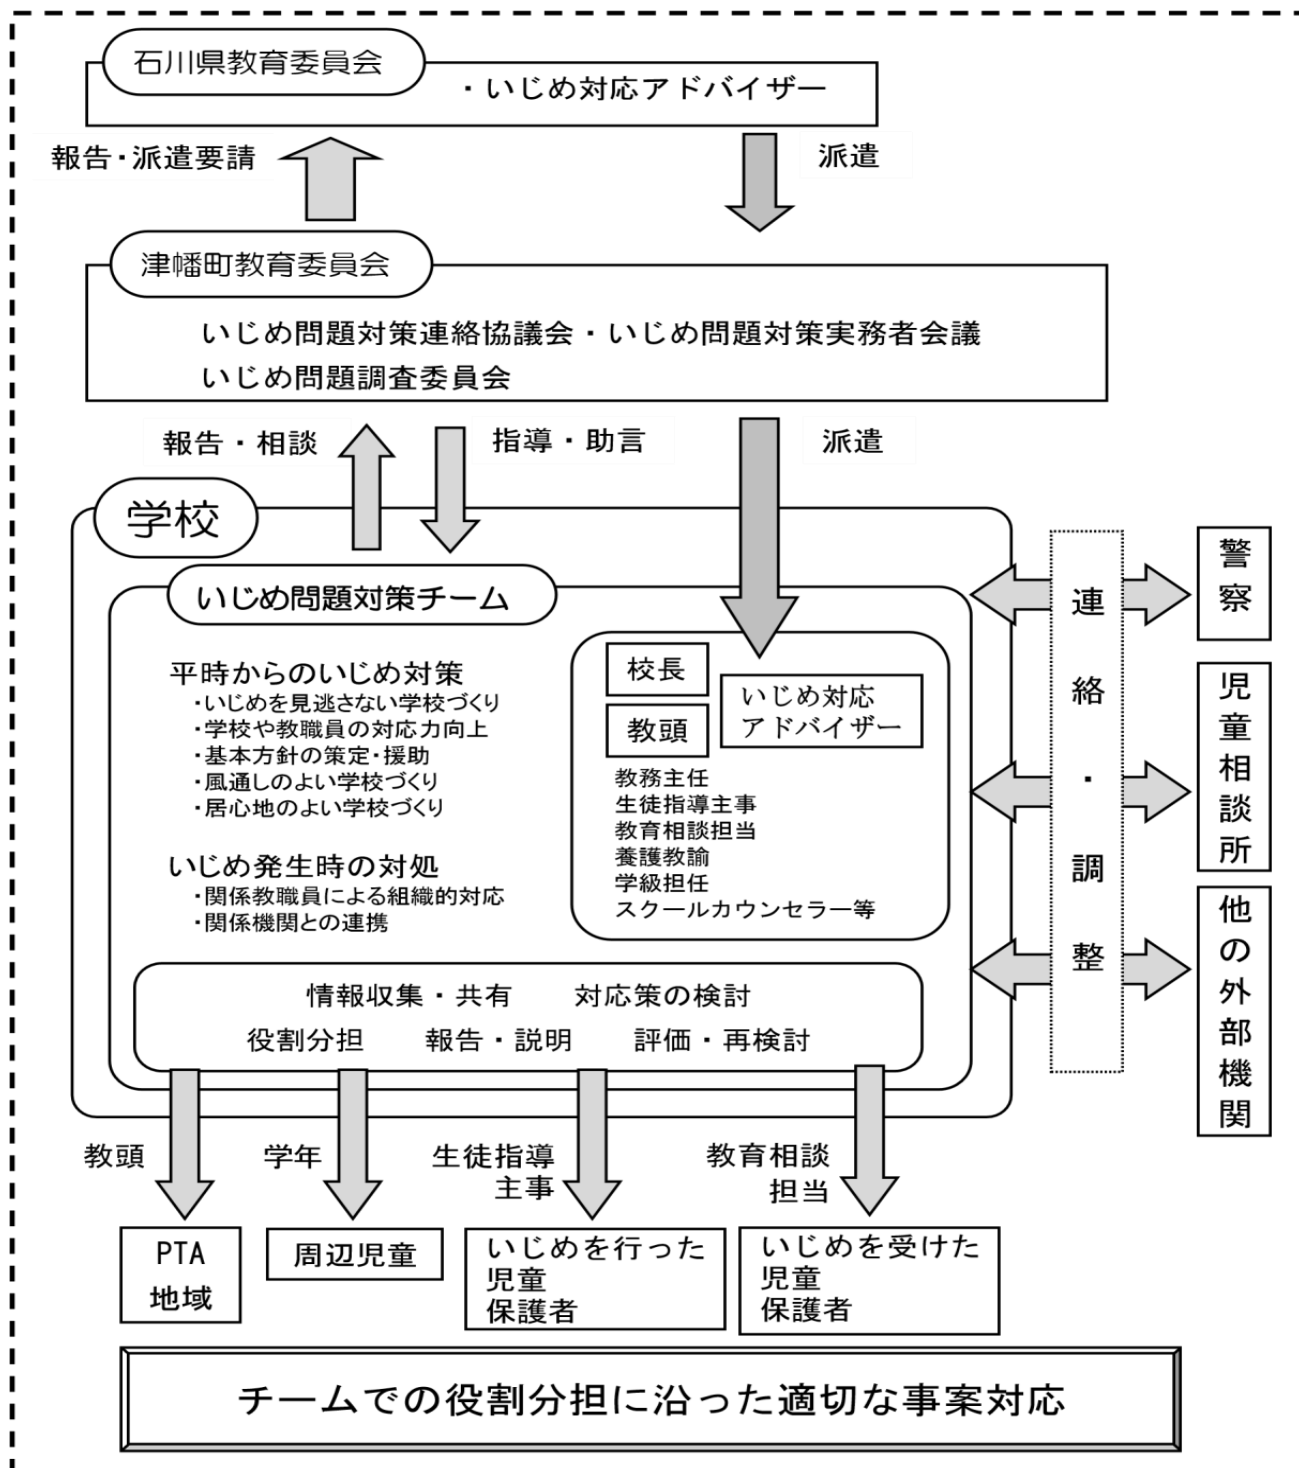 石川県教育委員会
・いじめ対応アドバイザー
報告・派遣要請
派遣
津幡町教育委員会
いじめ問題対策連絡協議会・いじめ問題対策実務者会議
いじめ問題調査委員会
報告・相談
指導・助言
派遣
学校
いじめ問題対策チーム
平時からのいじめ対策
・いじめを見逃さない学校づくり
・学校や教職員の対応力向上
・基本方針の策定・援助
・風通しのよい学校づくり
・居心地のよい学校づくり
いじめ発生時の対処
・関係教職員による組織的対応
・関係機関との連携
校長
教頭
いじめ対応
アドバイザー
教務主任
生徒指導主事
教育相談担当
養護教諭
学級担任
スクールカウンセラー等
情報収集・共有 対応策の検討
役割分担 報告・説明 評価・再検討
連絡・調整
警察
児童相談所
他の外部機関
教頭
学年
生徒指導
主事
教育相談
担当
PTA
地域
周辺児童
いじめを行った
児童
保護者
いじめを受けた
児童
保護者
チームでの役割分担に沿った適切な事案対応